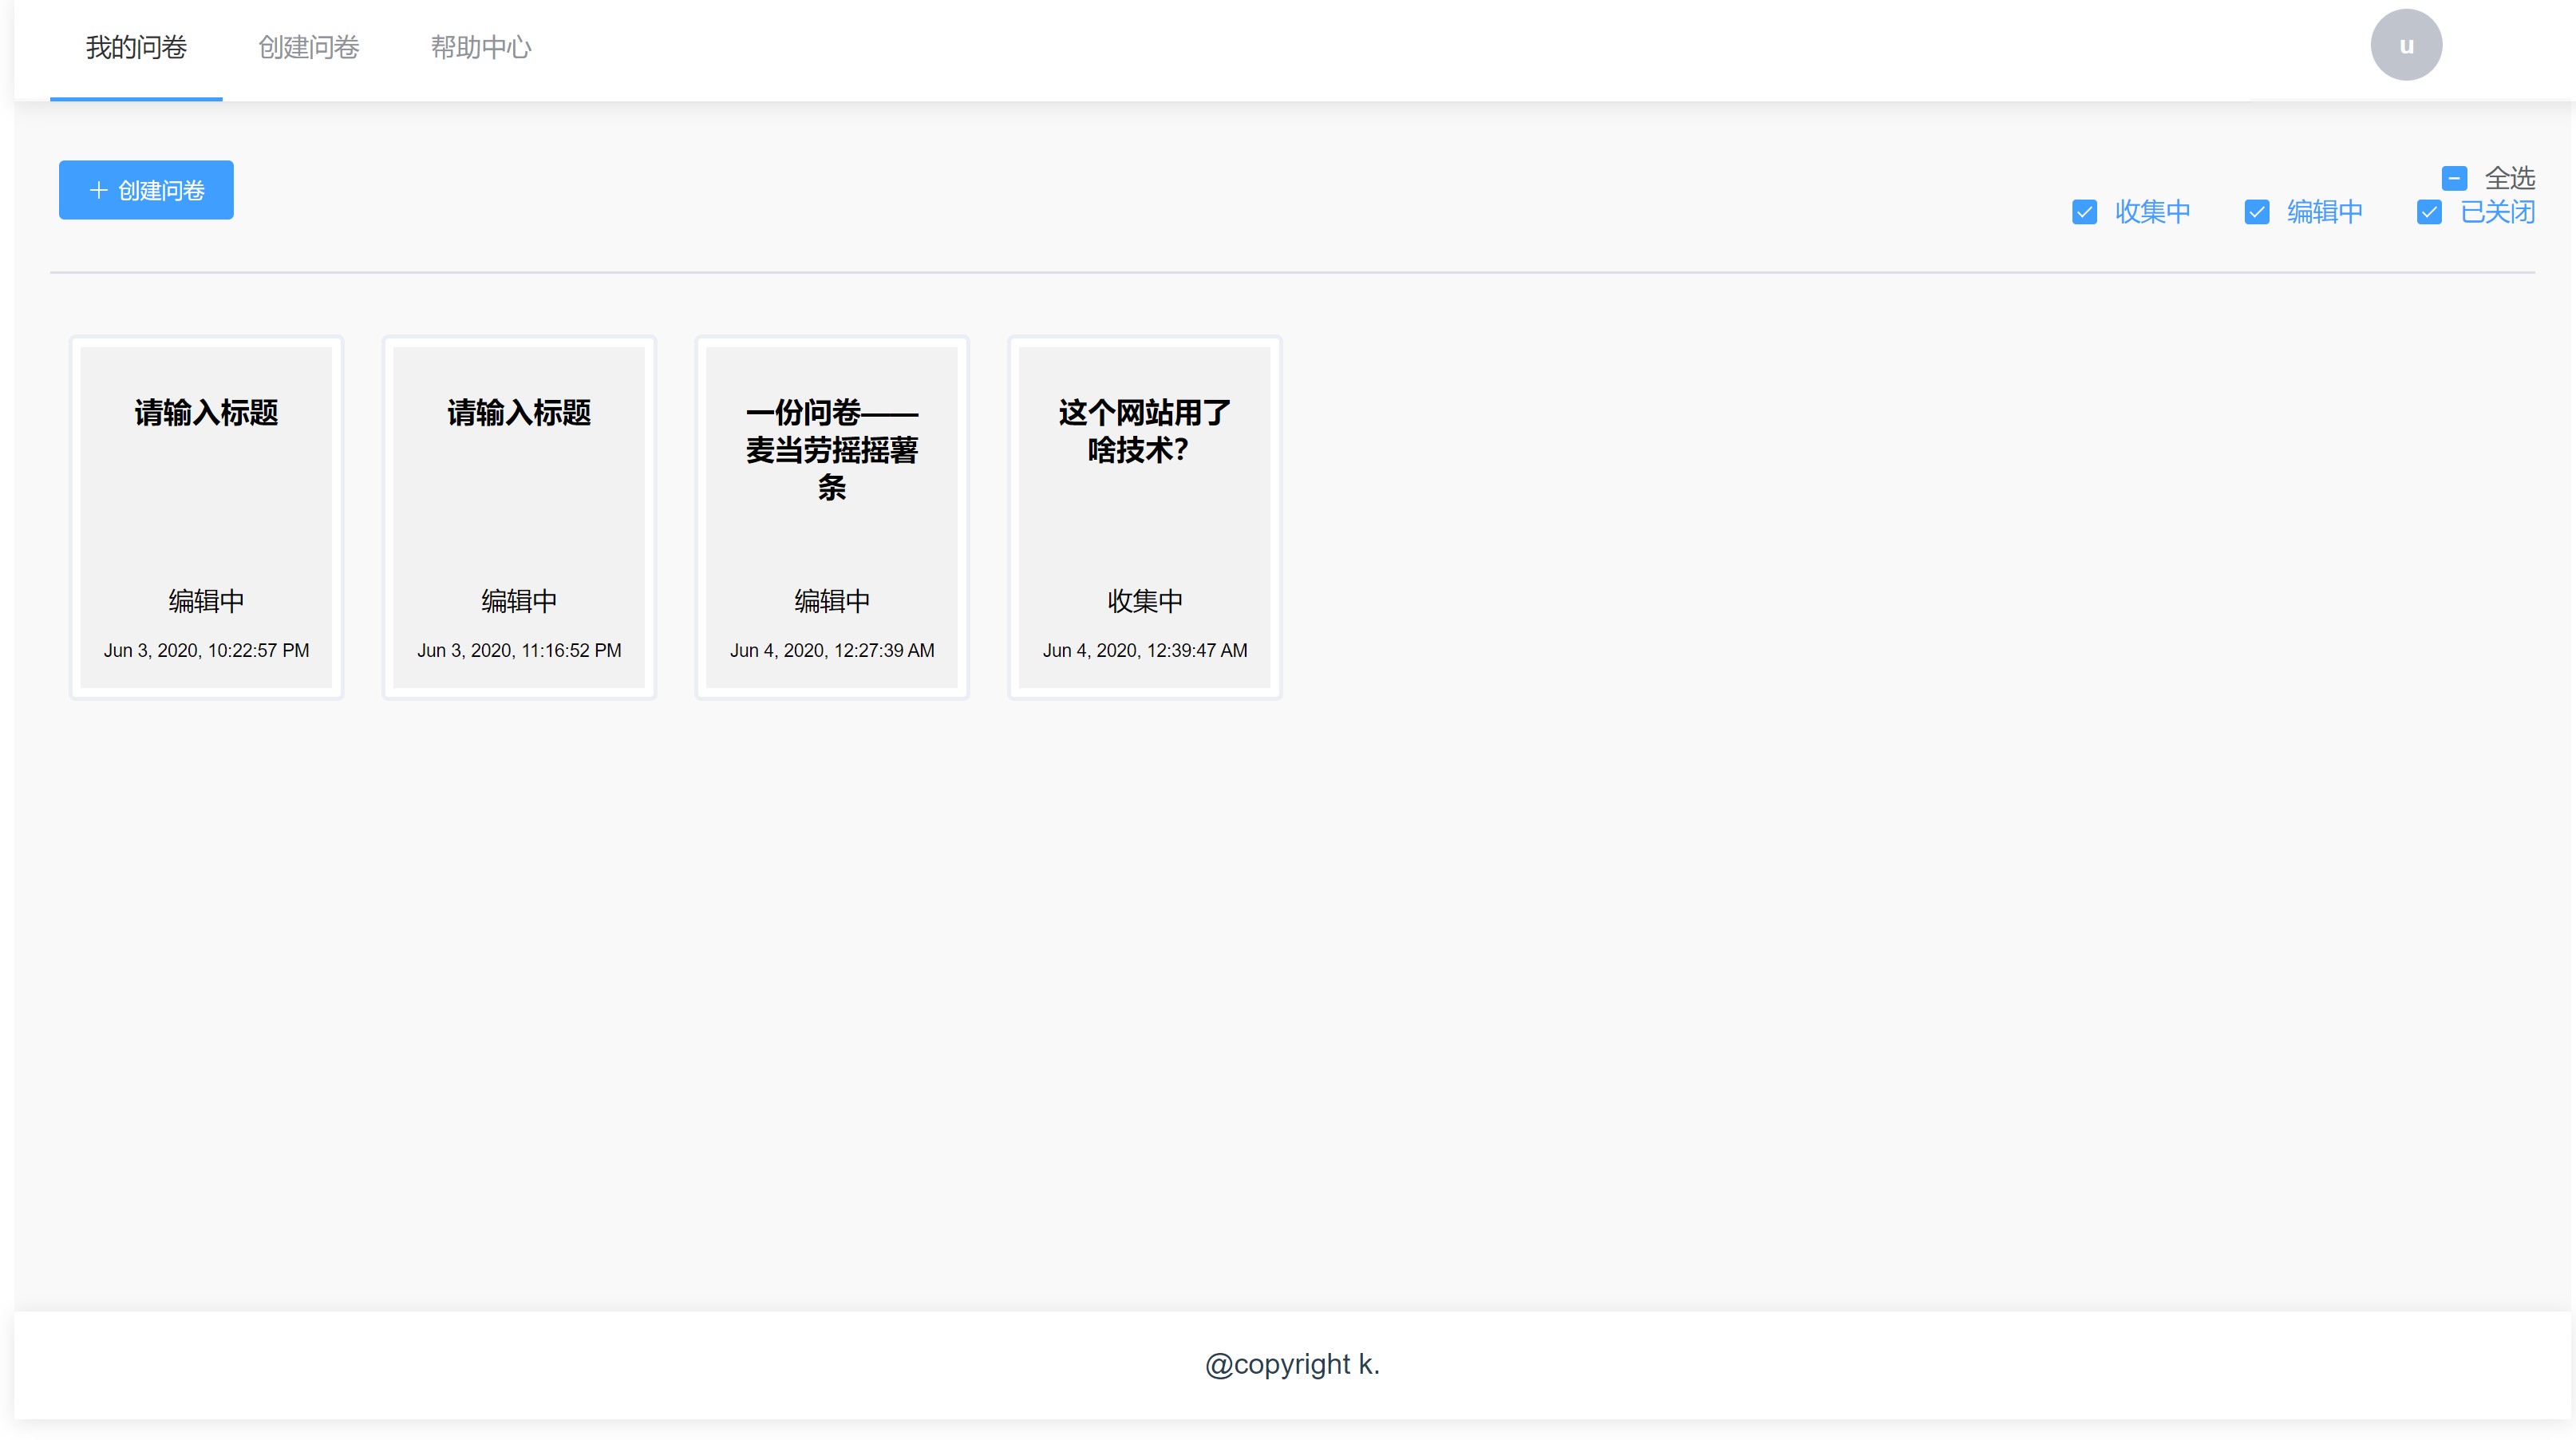 我的问卷
创建问卷
帮助中心
u
创建问卷
全选
收集中
编辑中
已关闭
请输入标题
编辑中
Jun 3, 2020, 10:22:57 PM
请输入标题
编辑中
Jun 3, 2020, 11:16:52 PM
一份问卷——
麦当劳摇摇薯
条
编辑中
Jun 4, 2020, 12:27:39 AM
这个网站用了
啥技术？
收集中
Jun 4, 2020, 12:39:47 AM
@copyright k.